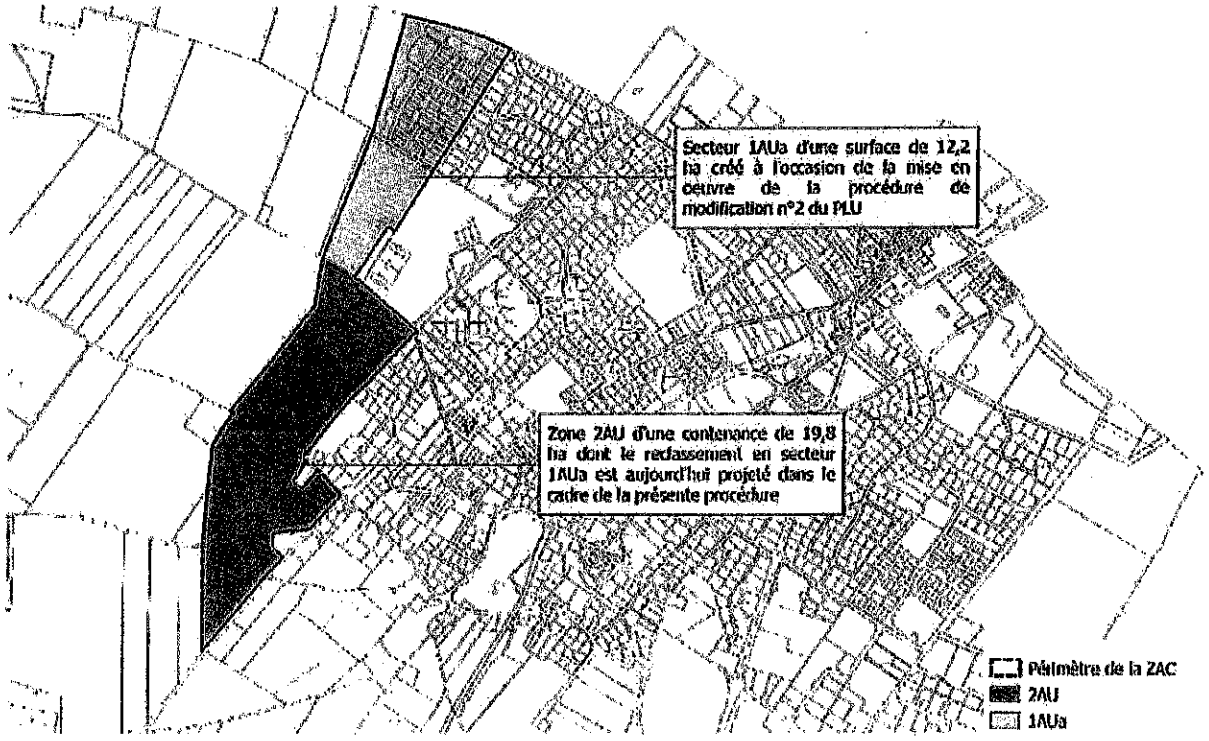 Secteur 1AUa d'une surface de 12,2
ha créé à l'occasion de la mise en
oeuvre de la procédure de
modification n°2 du PLU
Zone 2AU d'une contenance de 19,8
ha dont le reclassement en secteur
1AUa est aujourd'hui projeté dans le
cadre de la présente procédure
Périmètre de la ZAC
2AU
1AUa